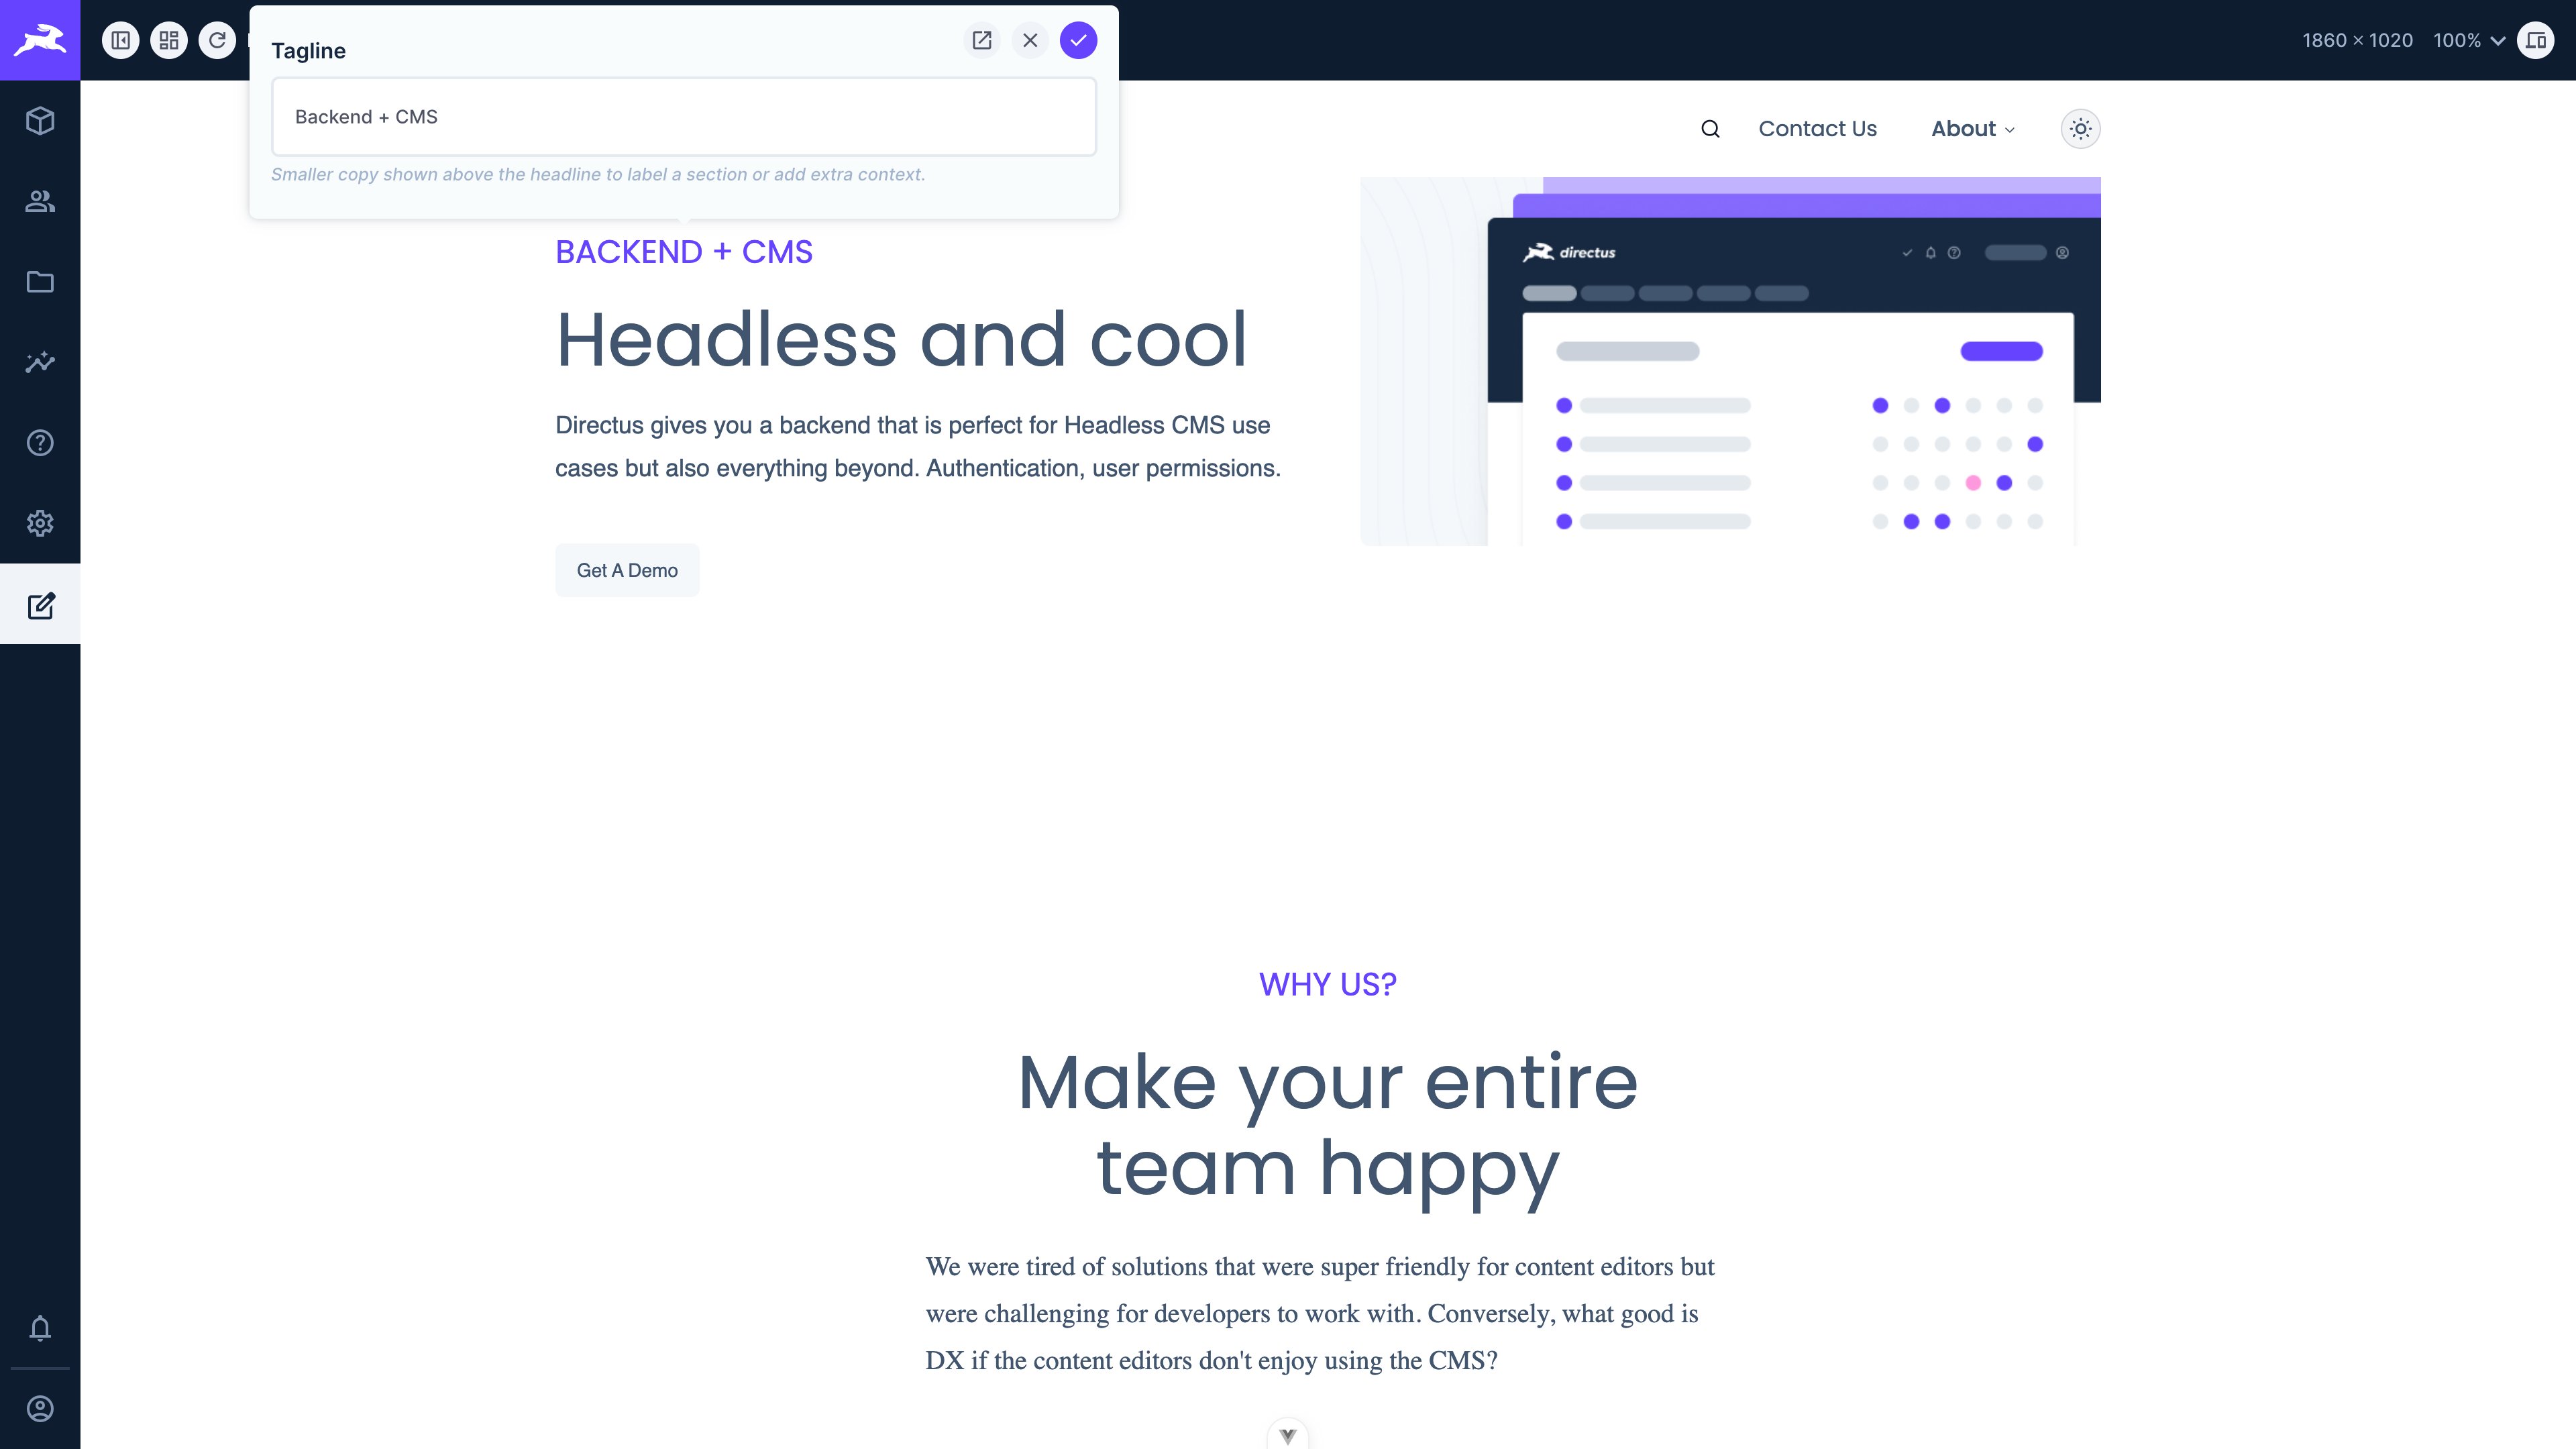 Tagline
1860 × 1020 100%
Backend + CMS
Smaller copy shown above the headline to label a section or add extra context.
Contact Us About
BACKEND + CMS
Headless and cool
Directus gives you a backend that is perfect for Headless CMS use
cases but also everything beyond. Authentication, user permissions.
Get A Demo
directus
WHY US?
Make your entire
team happy
We were tired of solutions that were super friendly for content editors but
were challenging for developers to work with. Conversely, what good is
DX if the content editors don't enjoy using the CMS?